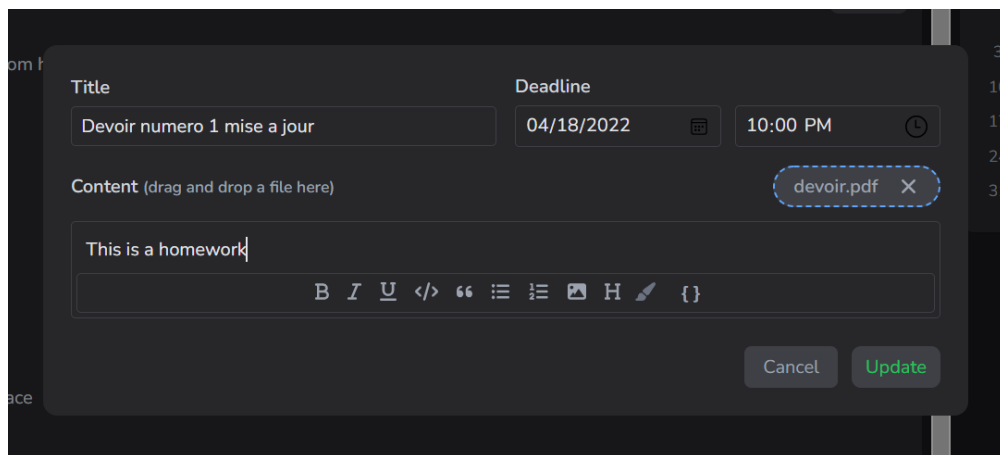 Title
Deadline
Devoir numero 1 mise a jour
04/18/2022
10:00 PM
Content (drag and drop a file here)
devoir.pdf
This is a homework
B I U </> “ H { }
Cancel
Update